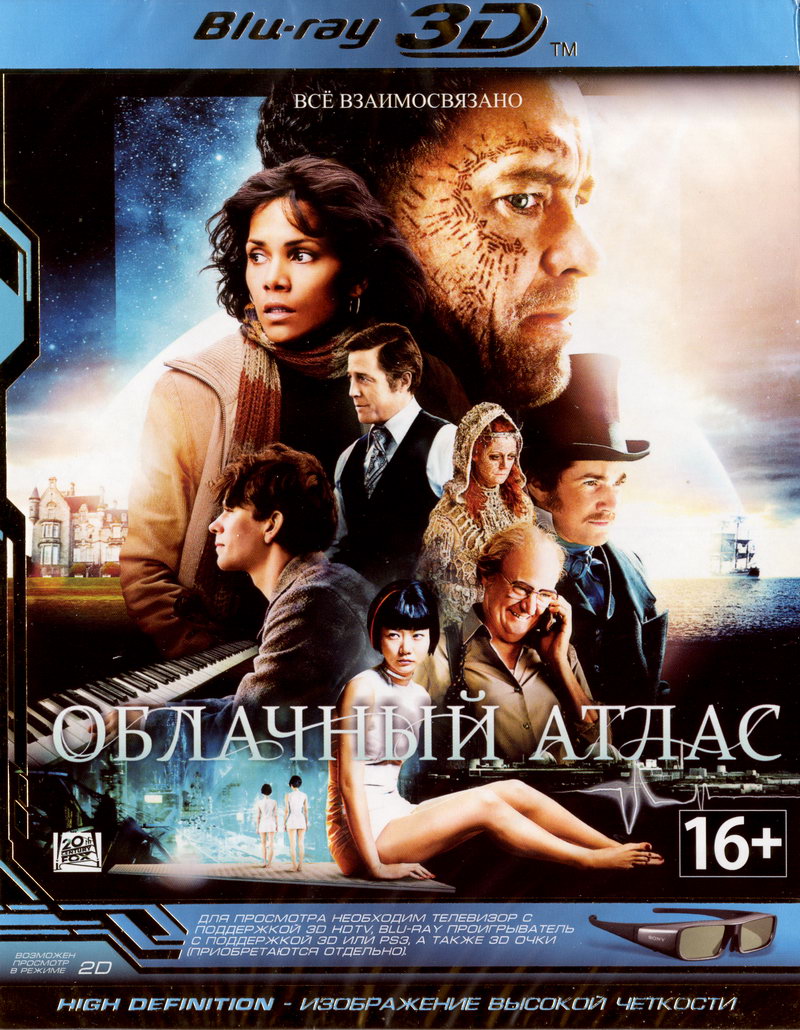 Blu-ray 3D™
ВСЁ ВЗАИМОСВЯЗАНО
ОБЛАЧНЫЙ АТЛАС
20TH
CENTURY
FOX
16+
ДЛЯ ПРОСМОТРА НЕОБХОДИМ ТЕЛЕВИЗОР С
ПОДДЕРЖКОЙ 3D HDTV, BLU-RAY ПРОИГРЫВАТЕЛЬ
С ПОДДЕРЖКОЙ 3D ИЛИ PS3, А ТАКЖЕ 3D ОЧКИ
(ПРИОБРЕТАЮТСЯ ОТДЕЛЬНО).
SONY
ВОЗМОЖЕН
ПРОСМОТР
В РЕЖИМЕ 2D
HIGH DEFINITION - ИЗОБРАЖЕНИЕ ВЫСОКОЙ ЧЕТКОСТИ